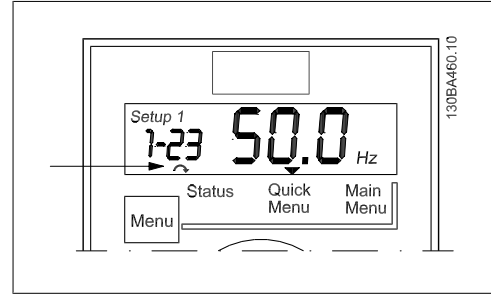 130BA460.10
Setup 1
1-23 50.0 Hz
Status Quick Menu Main Menu
Menu